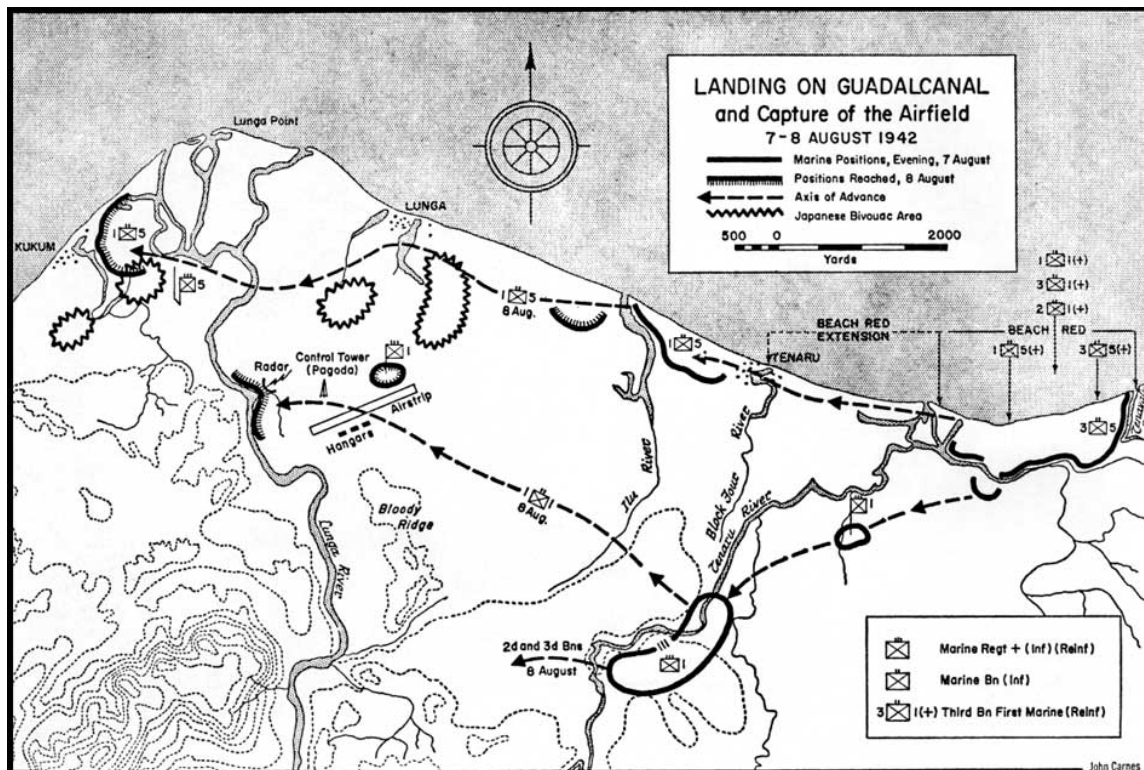 LANDING ON GUADALCANAL
and Capture of the Airfield
7-8 AUGUST 1942
Marine Positions, Evening, 7 August
Positions Reached, 8 August
Axis of Advance
Japanese Bivouac Area
500 0 2000
Yards
Lunga Point
LUNGA
KUKUM
1 5
5
1 5
8 Aug.
1 5
TENARU
BEACH RED
EXTENSION
1 1(+)
3 1(+)
2 1(+)
BEACH RED
1 5(+)
3 5(+)
3 5
Control Tower
(Pagoda)
1
Radar
Airstrip
Hangars
1 1
8 Aug.
Bloody
Ridge
Lunga
River
Ilu
River
Block Four
River
Tenaru River
1
1
2d and 3d Bns
8 August
Marine Regt + (Inf) (Reinf)
Marine Bn (Inf)
3 1(+) Third Bn First Marine (Reinf)
John Carnes